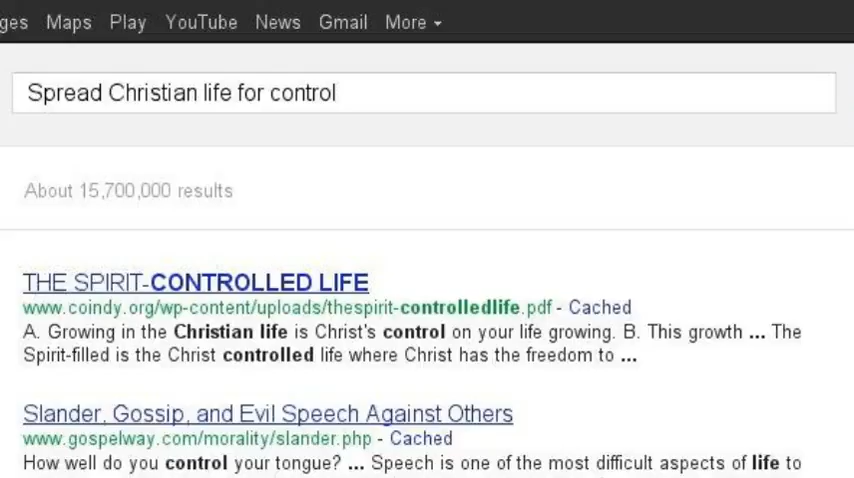 ges Maps Play YouTube News Gmail More
Spread Christian life for control
About 15,700,000 results
THE SPIRIT-CONTROLLED LIFE
www.coindy.org/wp-content/uploads/thespirit-controlledlife.pdf - Cached
A. Growing in the Christian life is Christ's control on your life growing. B. This growth ... The
Spirit-filled is the Christ controlled life where Christ has the freedom to ...
Slander, Gossip, and Evil Speech Against Others
www.gospelway.com/morality/slander.php - Cached
How well do you control your tongue? ... Speech is one of the most difficult aspects of life to